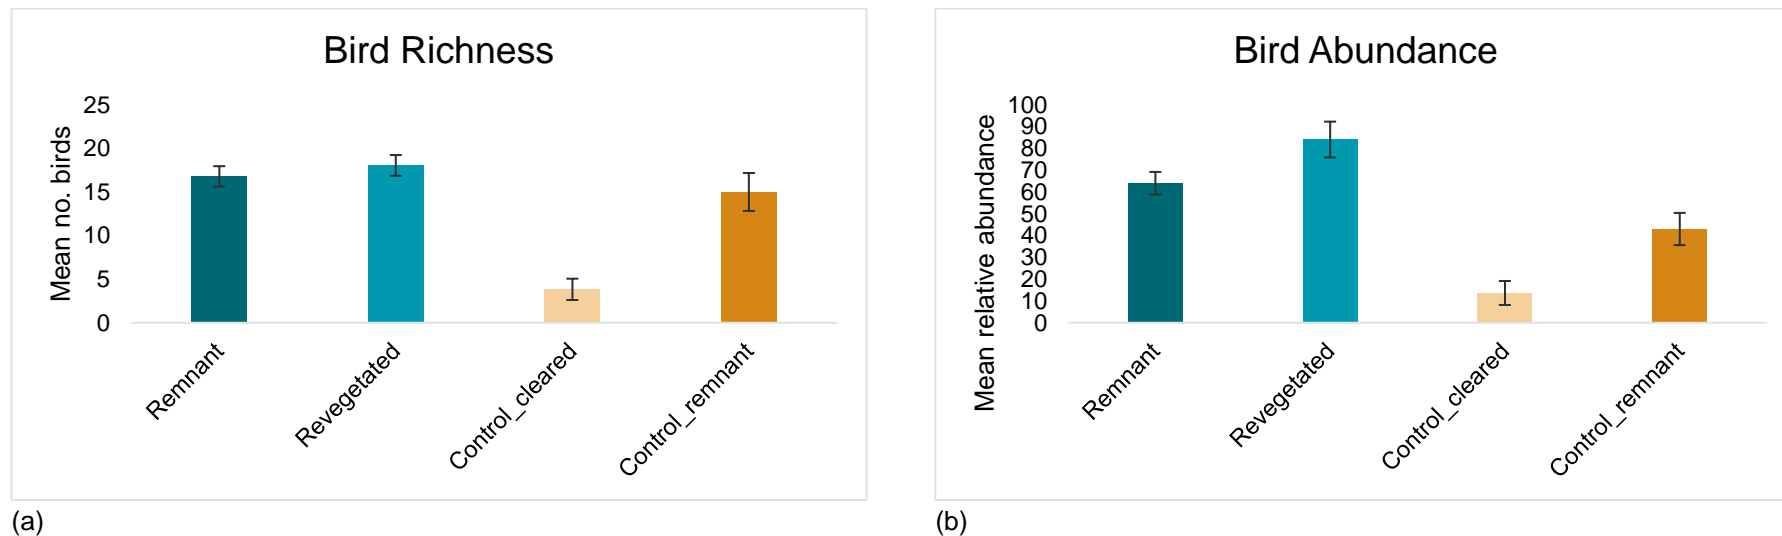 Bird Richness
Mean no. birds
25
20
15
10
5
0
Remnant
Revegetated
Control_cleared
Control_remnant
(a)
Bird Abundance
Mean relative abundance
100
90
80
70
60
50
40
30
20
10
0
Remnant
Revegetated
Control_cleared
Control_remnant
(b)